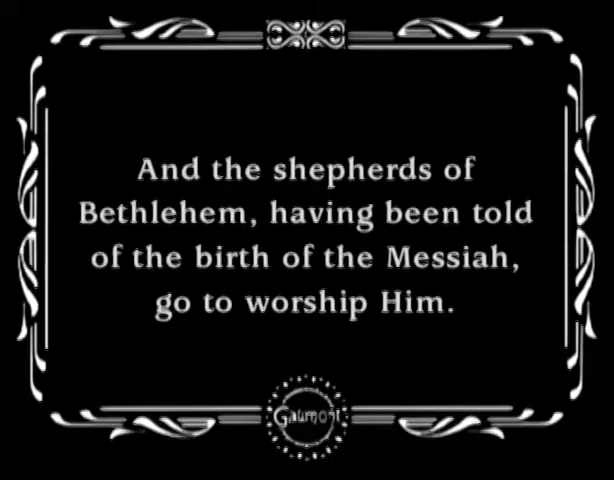 And the shepherds of
Bethlehem, having been told
of the birth of the Messiah,
go to worship Him.
Gaumont